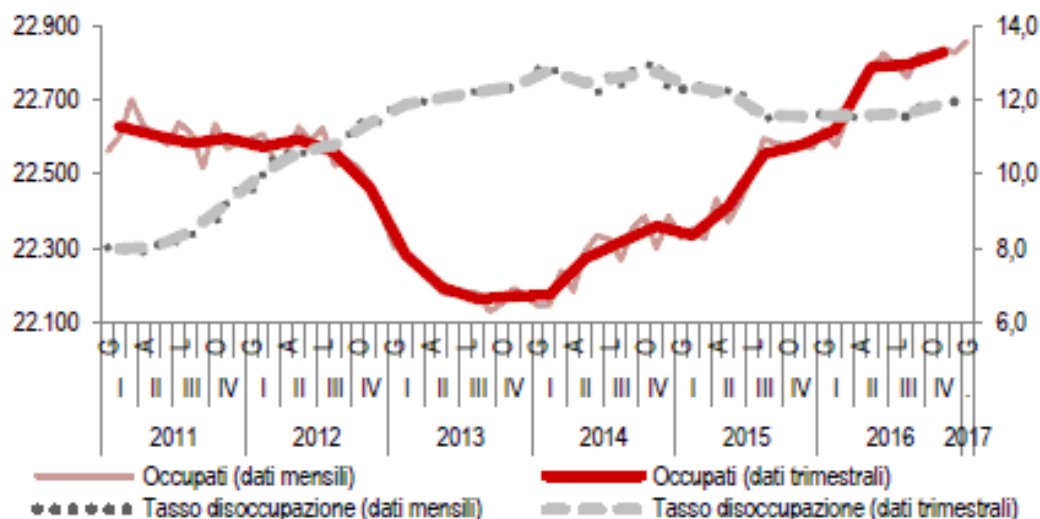 22.900 14,0
22.700 12,0
22.500 10,0
22.300 8,0
22.100 6,0
G A L O G A L O G A L O G A L O G A L O G A L O G
I II III IV I II III IV I II III IV I II III IV I II III IV I II III IV .
2011 2012 2013 2014 2015 2016 2017
Occupati (dati mensili) Occupati (dati trimestrali)
Tasso disoccupazione (dati mensili) Tasso disoccupazione (dati trimestrali)